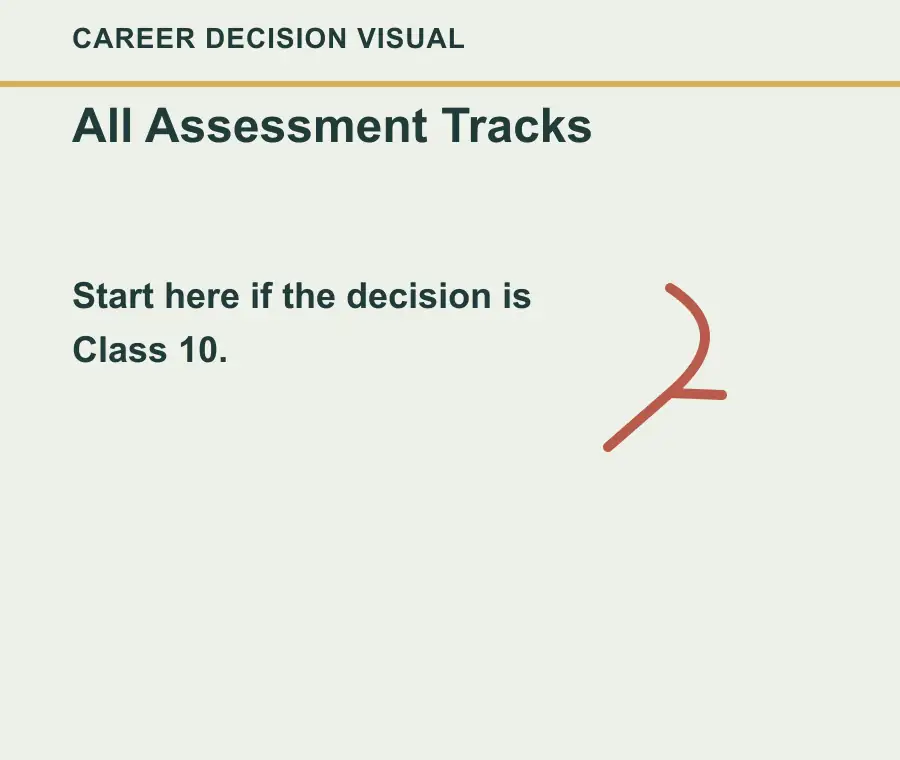 CAREER DECISION VISUAL
All Assessment Tracks
Start here if the decision is
Class 10.